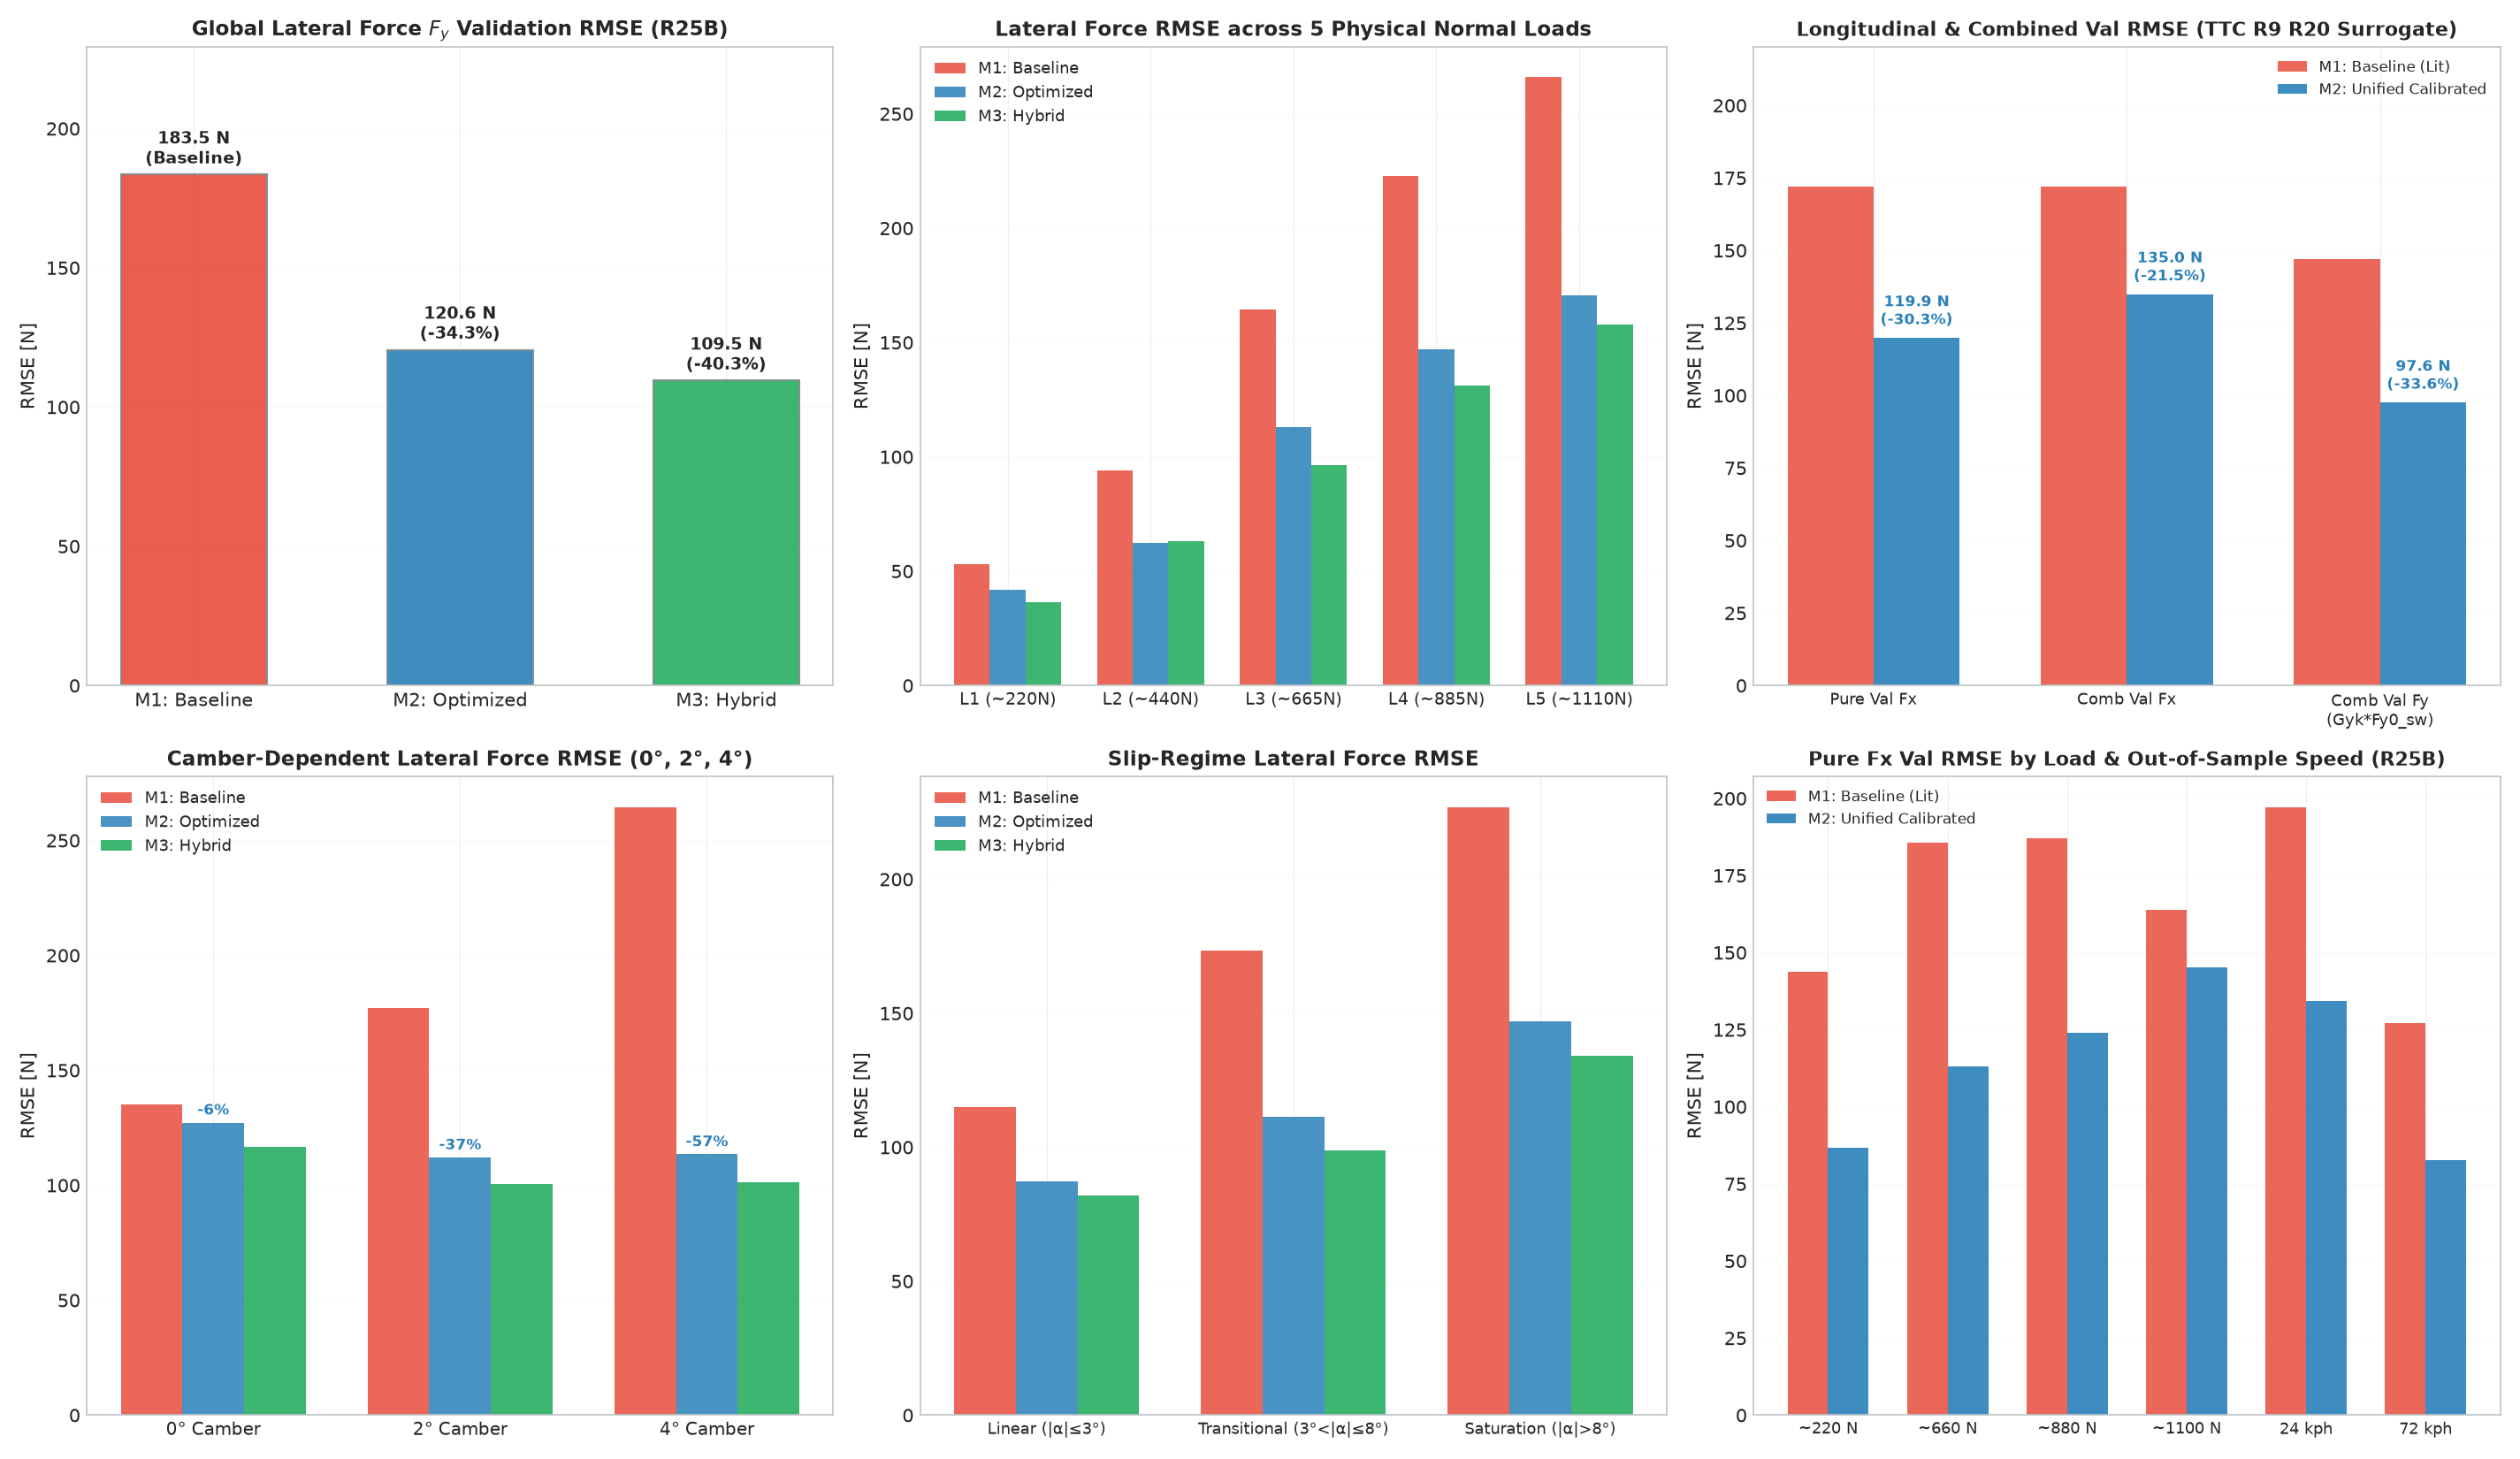 Global Lateral Force Fy Validation RMSE (R25B)
RMSE [N]
200
150
100
50
0
183.5 N
(Baseline)
120.6 N
(-34.3%)
109.5 N
(-40.3%)
M1: Baseline
M2: Optimized
M3: Hybrid
Lateral Force RMSE across 5 Physical Normal Loads
M1: Baseline
M2: Optimized
M3: Hybrid
RMSE [N]
250
200
150
100
50
0
L1 (~220N)
L2 (~440N)
L3 (~665N)
L4 (~885N)
L5 (~1110N)
Longitudinal & Combined Val RMSE (TTC R9 R20 Surrogate)
M1: Baseline (Lit)
M2: Unified Calibrated
RMSE [N]
200
175
150
125
100
75
50
25
0
119.9 N
(-30.3%)
135.0 N
(-21.5%)
97.6 N
(-33.6%)
Pure Val Fx
Comb Val Fx
Comb Val Fy
(Gyk*Fy0_sw)
Camber-Dependent Lateral Force RMSE (0°, 2°, 4°)
M1: Baseline
M2: Optimized
M3: Hybrid
RMSE [N]
250
200
150
100
50
0
-6%
-37%
-57%
0° Camber
2° Camber
4° Camber
Slip-Regime Lateral Force RMSE
M1: Baseline
M2: Optimized
M3: Hybrid
RMSE [N]
200
150
100
50
0
Linear (|α|≤3°)
Transitional (3°<|α|≤8°)
Saturation (|α|>8°)
Pure Fx Val RMSE by Load & Out-of-Sample Speed (R25B)
M1: Baseline (Lit)
M2: Unified Calibrated
RMSE [N]
200
175
150
125
100
75
50
25
0
~220 N
~660 N
~880 N
~1100 N
24 kph
72 kph